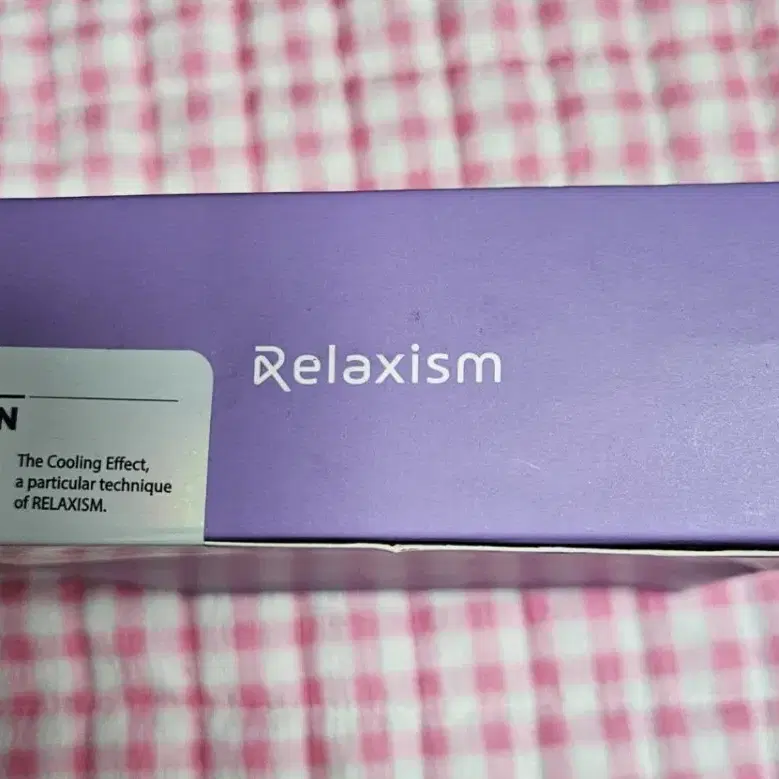 Relaxism
N
The Cooling Effect,
a particular technique
of RELAXISM.